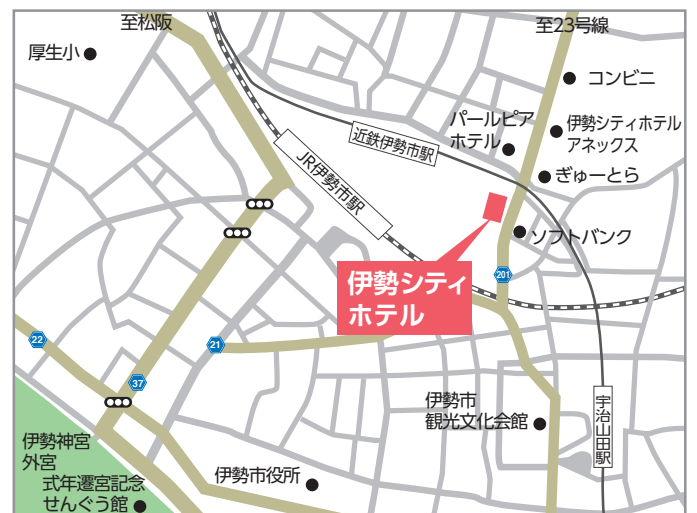 至松阪
至23号線
厚生小
コンビニ
パールピア
ホテル
伊勢シティホテル
アネックス
近鉄伊勢市駅
JR伊勢市駅
ぎゅーとら
ソフトバンク
伊勢シティ
ホテル
201
22
21
37
伊勢市
観光文化会館
宇治山田駅
伊勢神宮
外宮
式年遷宮記念
せんぐう館
伊勢市役所